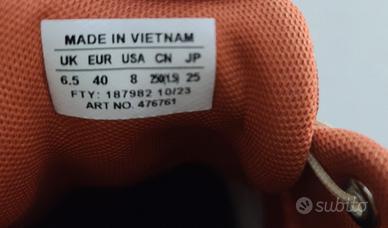 MADE IN VIETNAM
UK EUR USA CN JP
6.5 40 8 250(1.5) 25
FTY: 187982 10/23
ART NO. 476761
subito